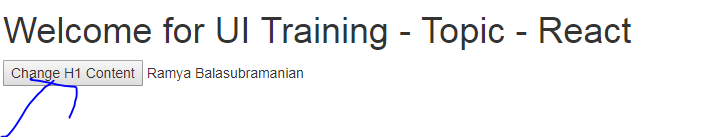 Welcome for UI Training - Topic - React
Change H1 Content Ramya Balasubramanian